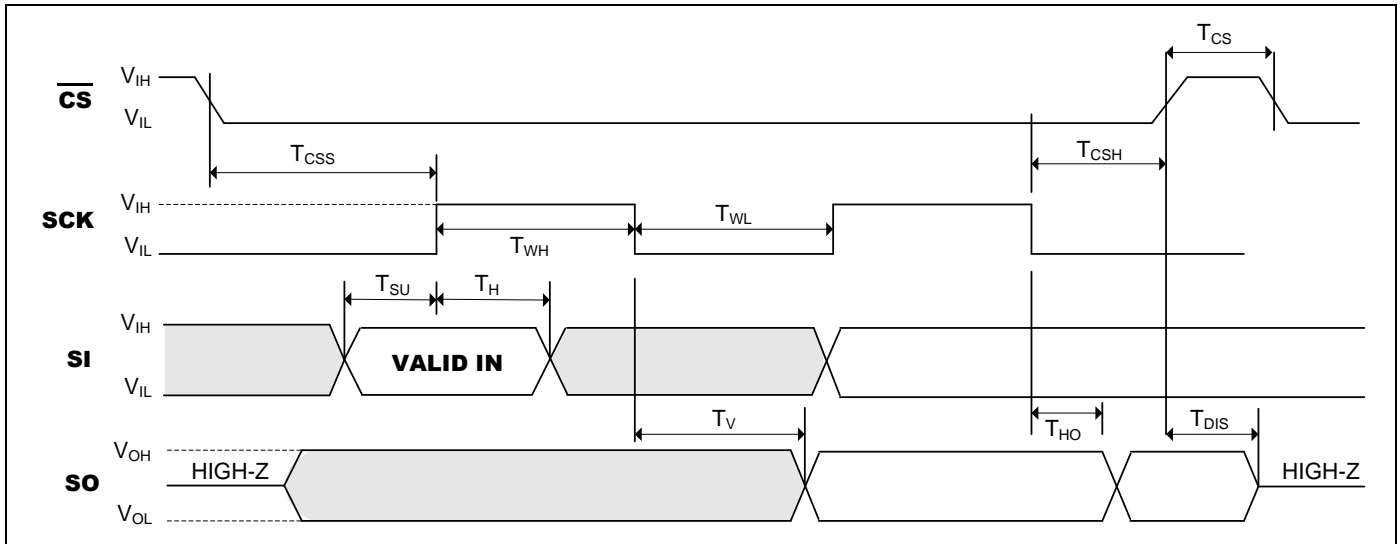 T_CS
V_IH
CS
V_IL
T_CSS
T_CSH
V_IH
SCK
T_WL
V_IL
T_WH
T_SU
T_H
V_IH
SI
VALID IN
V_IL
T_V
T_HO
T_DIS
V_OH
HIGH-Z
HIGH-Z
SO
V_OL